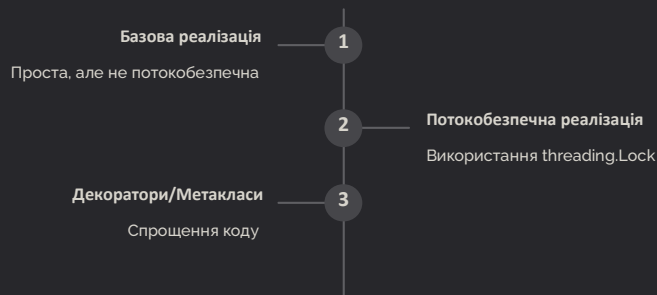 Базова реалізація
1
Проста, але не потокобезпечна
2
Потокобезпечна реалізація
Використання threading.Lock
Декоратори/Метакласи
3
Спрощення коду